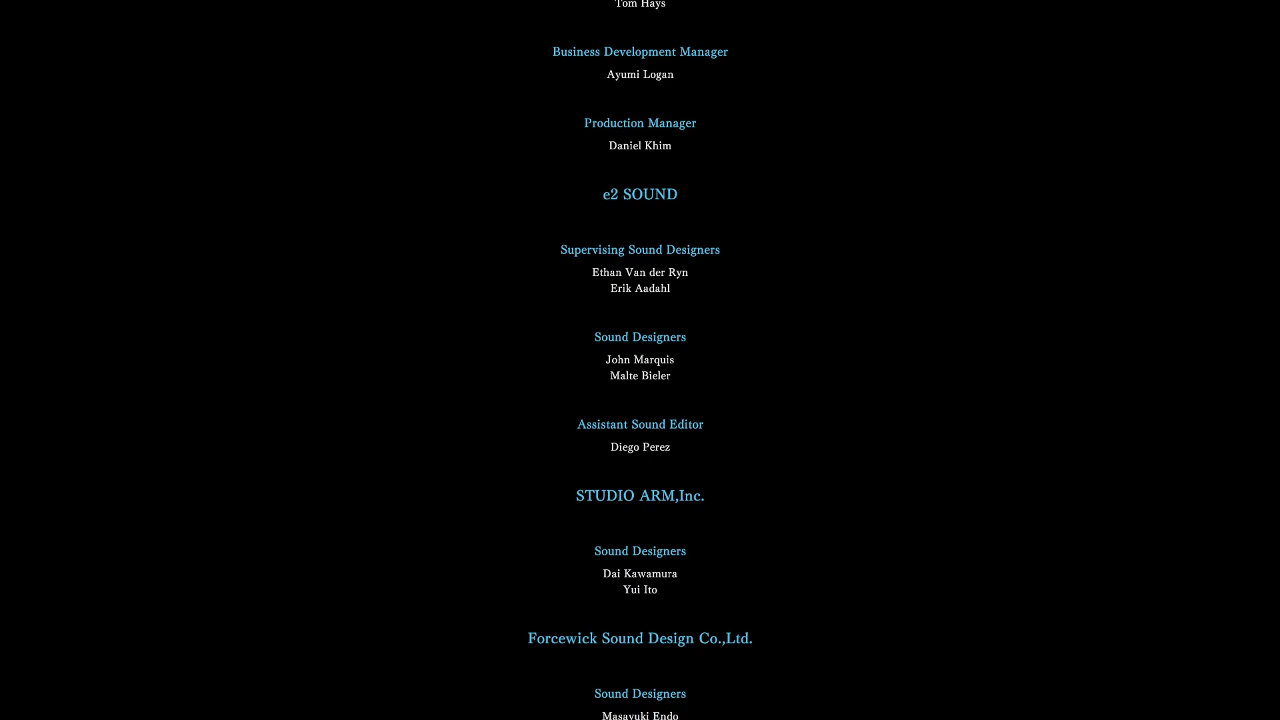 Tom Hays
Business Development Manager
Ayumi Logan
Production Manager
Daniel Khim
e2 SOUND
Supervising Sound Designers
Ethan Van der Ryn
Erik Aadahl
Sound Designers
John Marquis
Malte Bieler
Assistant Sound Editor
Diego Perez
STUDIO ARM,Inc.
Sound Designers
Dai Kawamura
Yui Ito
Forcewick Sound Design Co.,Ltd.
Sound Designers
Masayuki Endo